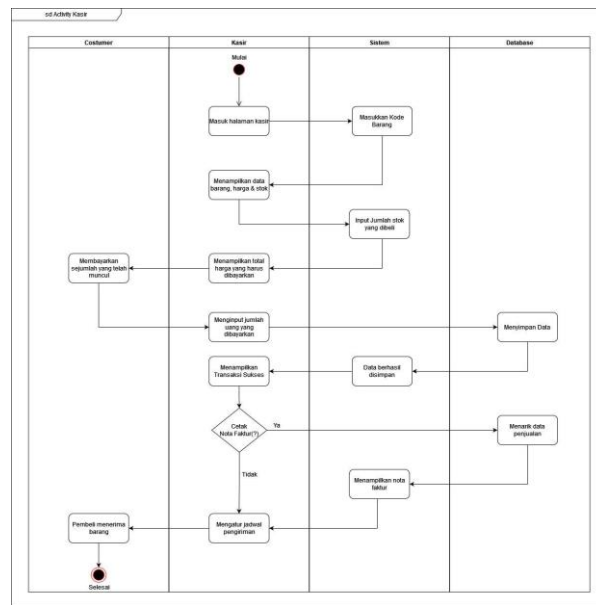 sd Activity Kasir
Costumer
Kasir
Sistem
Database
Mulai
Masuk halaman kasir
Masukkan Kode
Barang
Menampilkan data
barang, harga & stok
Input Jumlah stok
yang dibeli
Membayarkan
sejumlah yang telah
muncul
Menampilkan total
harga yang harus
dibayarkan
Menginput jumlah
uang yang
dibayarkan
Menyimpan Data
Menampilkan
Transaksi Sukses
Data berhasil
disimpan
Cetak
Nota Faktur(?)
Ya
Menarik data
penjualan
Tidak
Menampilkan nota
faktur
Pembeli menerima
barang
Mengatur jadwal
pengiriman
Selesai